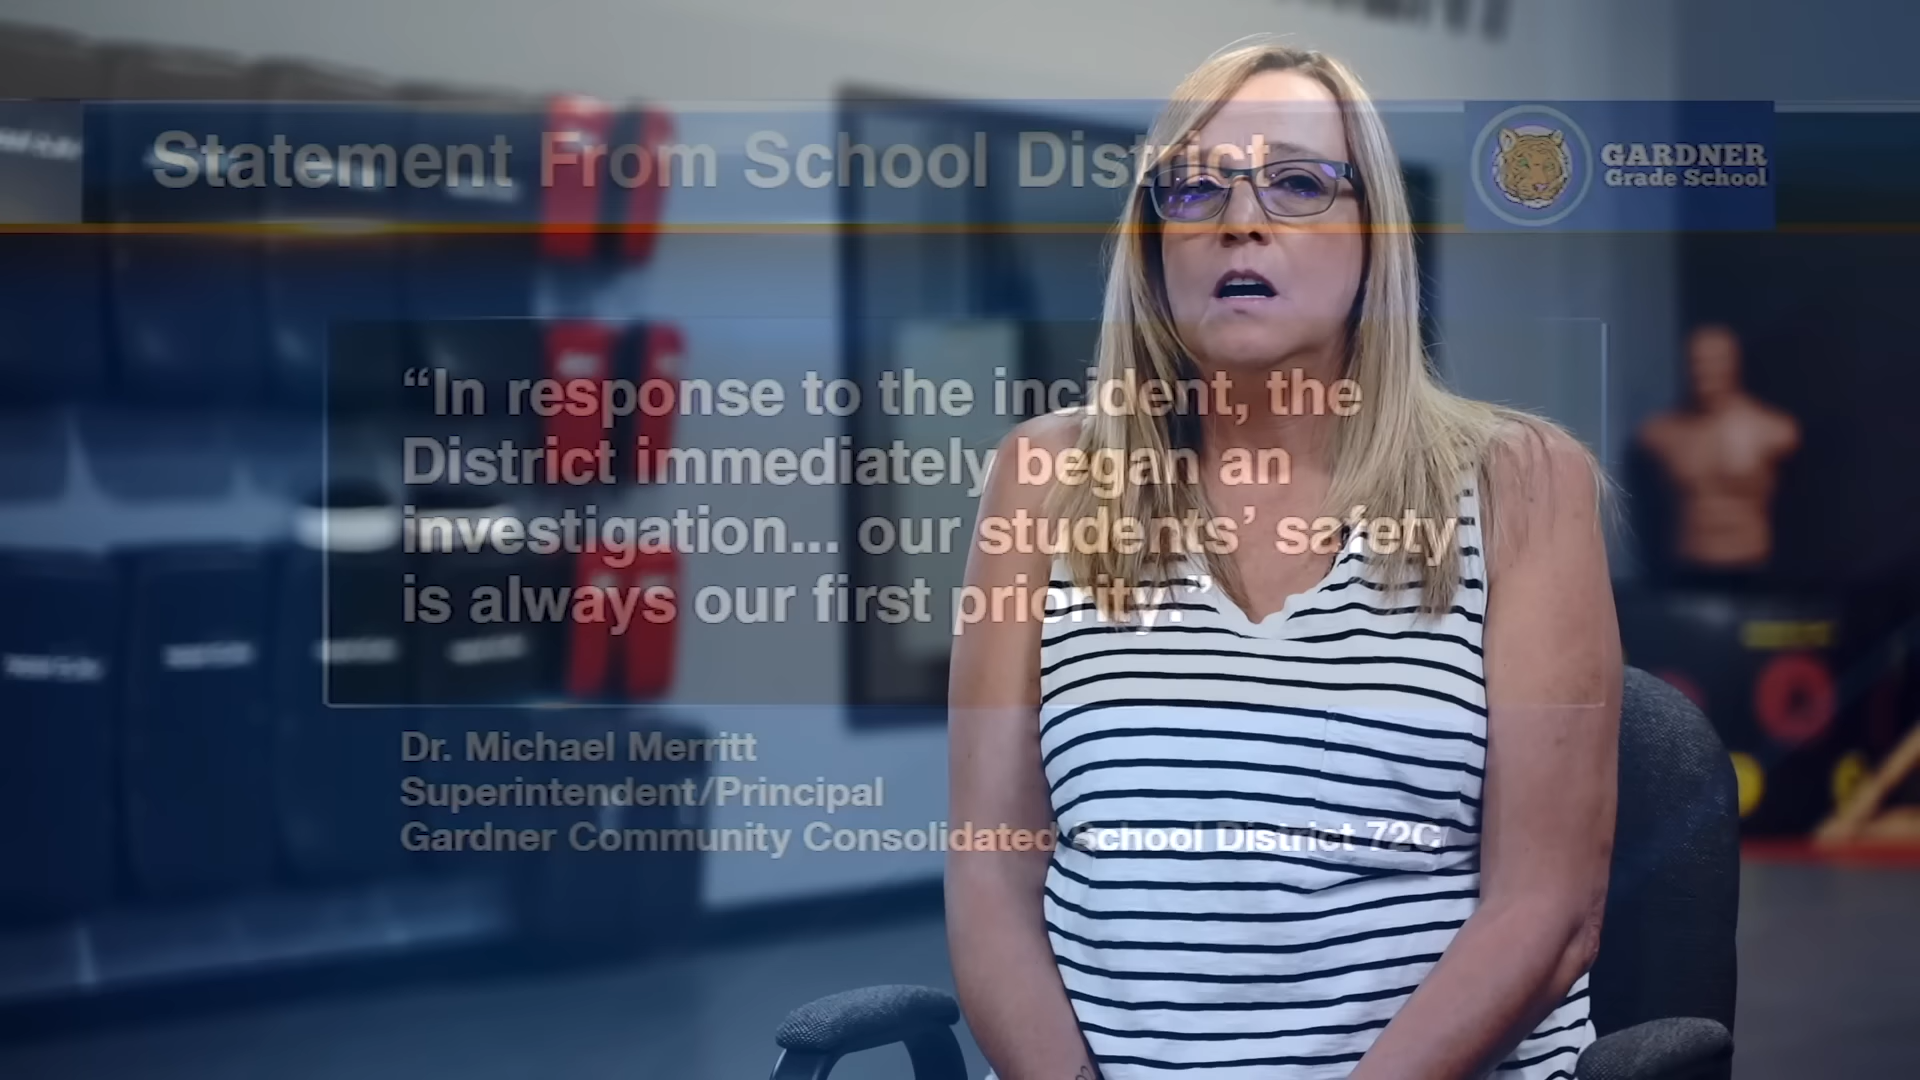 Statement From School District
GARDNER
Grade School
“In response to the incident, the
District immediately began an
investigation... our students’ safety
is always our first priority.”
Dr. Michael Merritt
Superintendent/Principal
Gardner Community Consolidated School District 72C